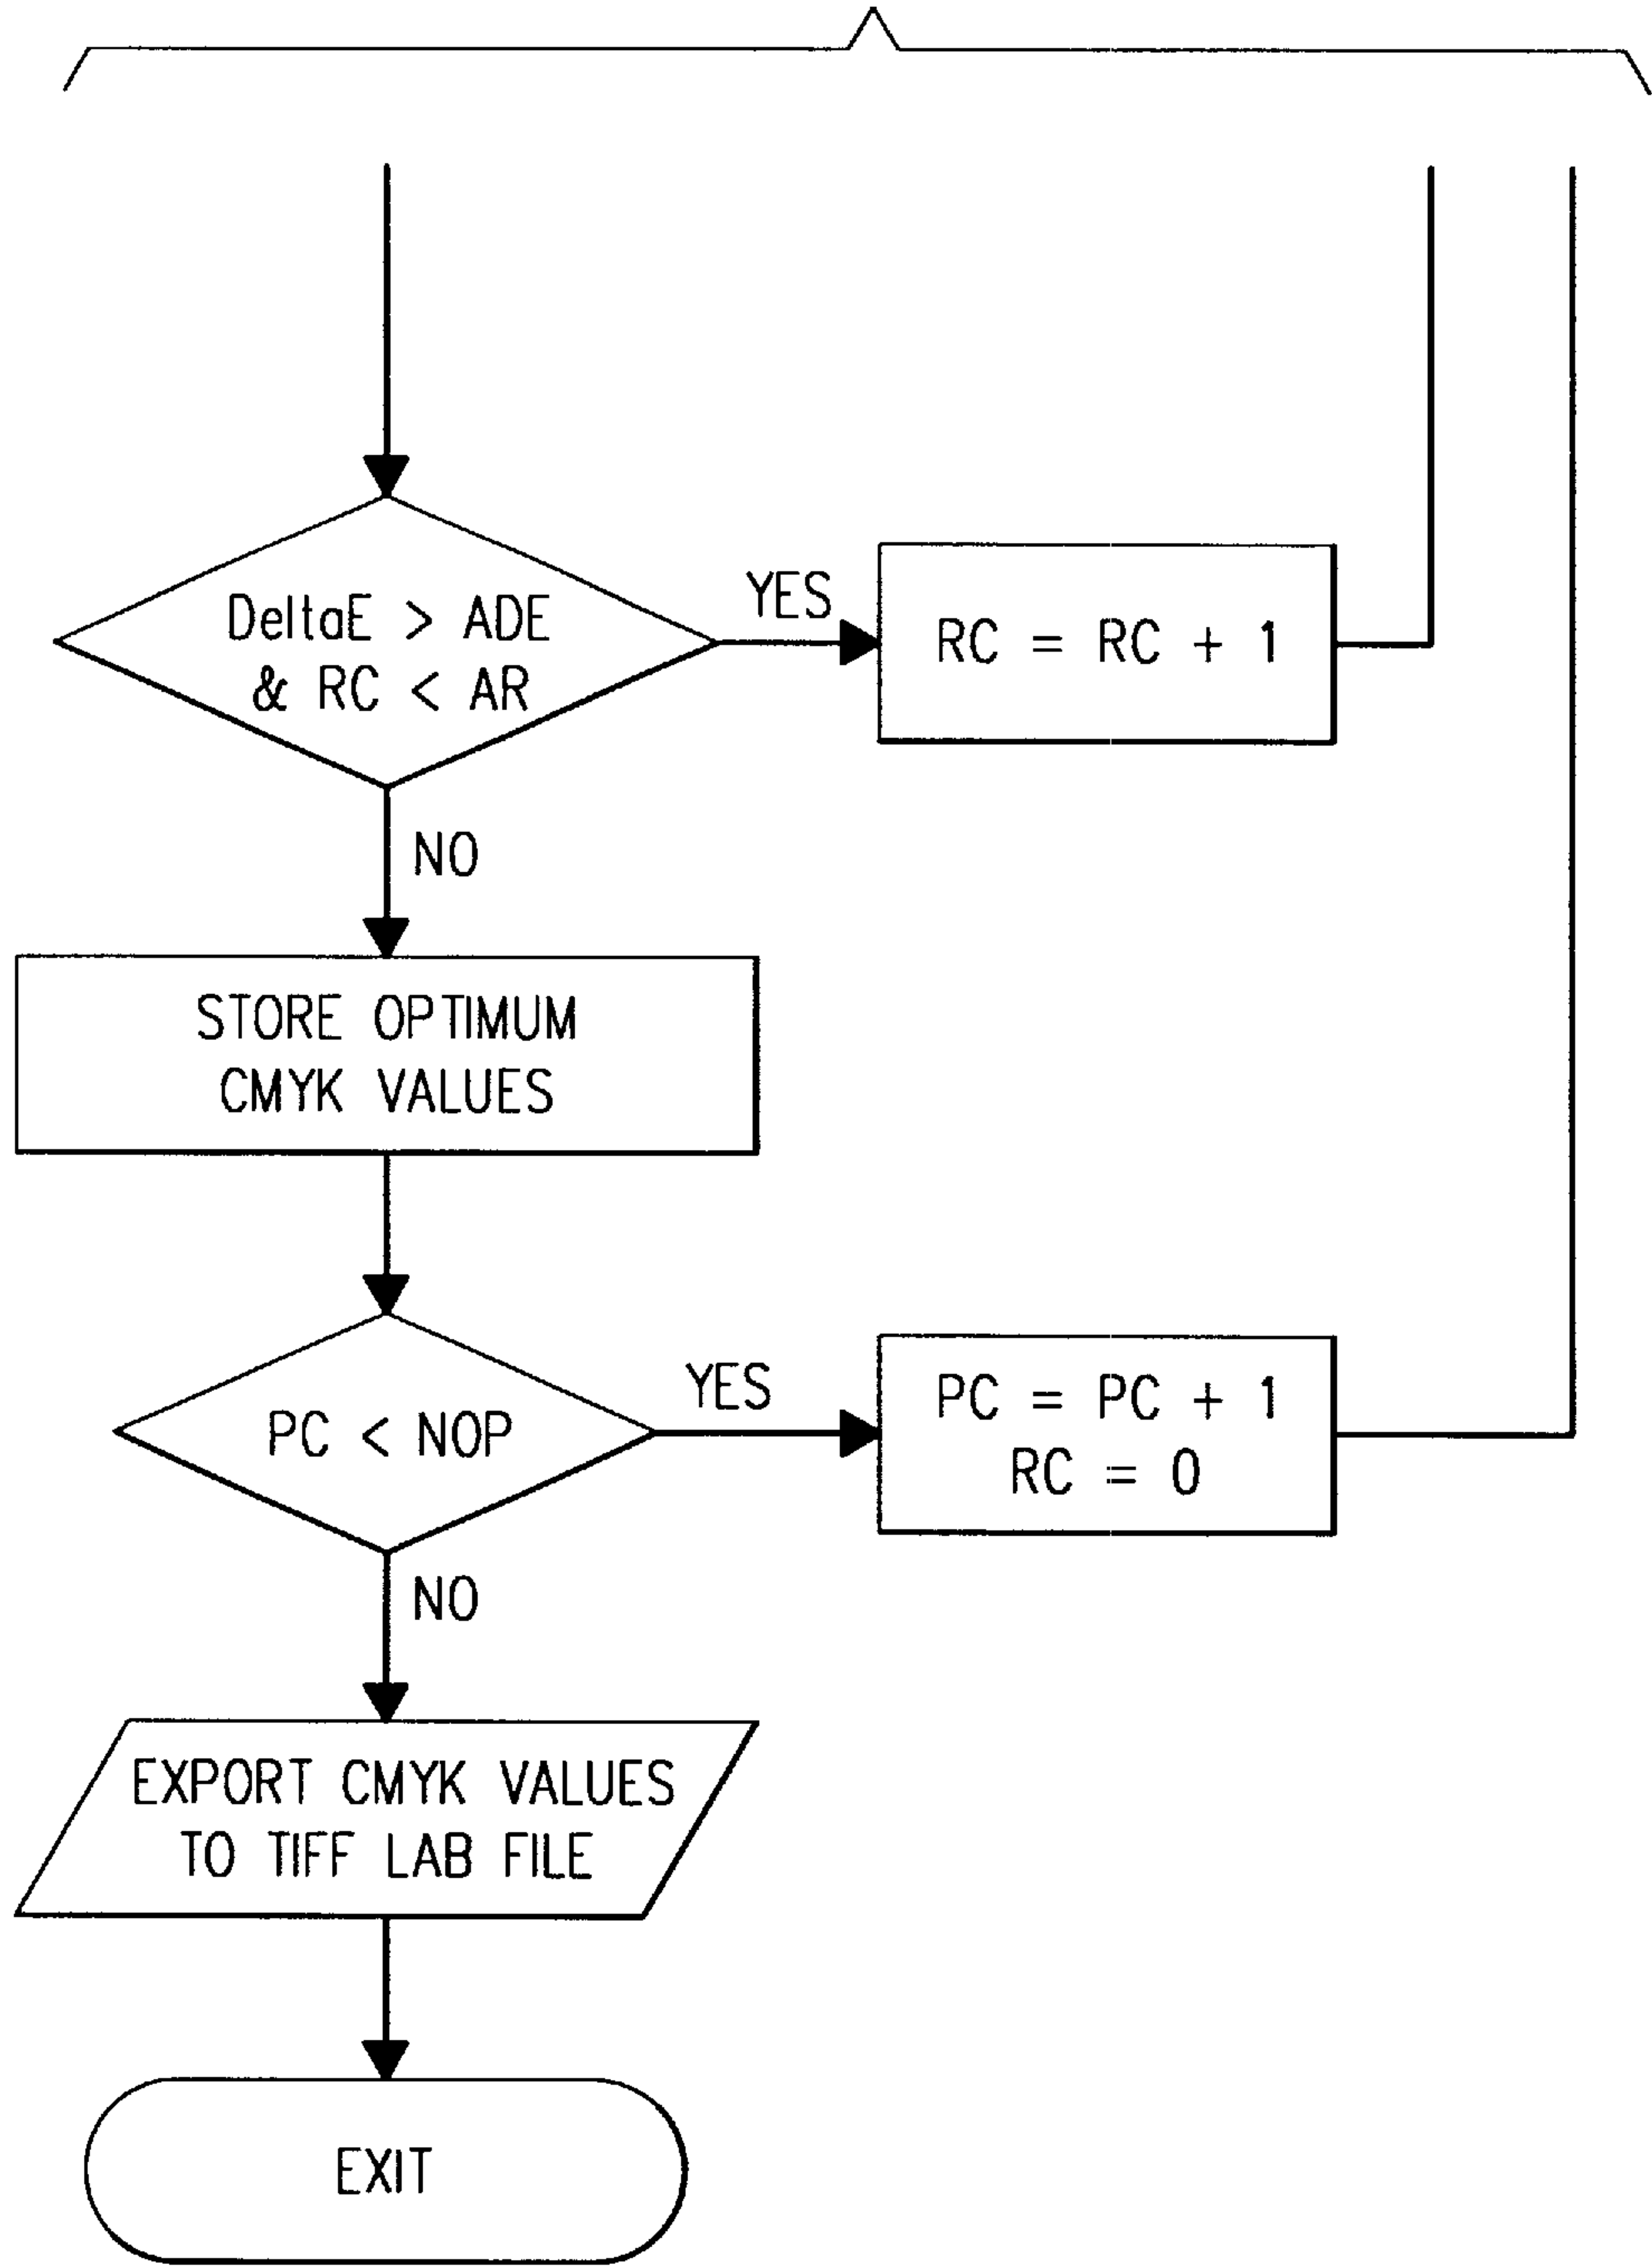 DeltaE > ADE
& RC < AR
YES
RC = RC + 1
NO
STORE OPTIMUM
CMYK VALUES
PC < NOP
YES
PC = PC + 1
RC = 0
NO
EXPORT CMYK VALUES
TO TIFF LAB FILE
EXIT